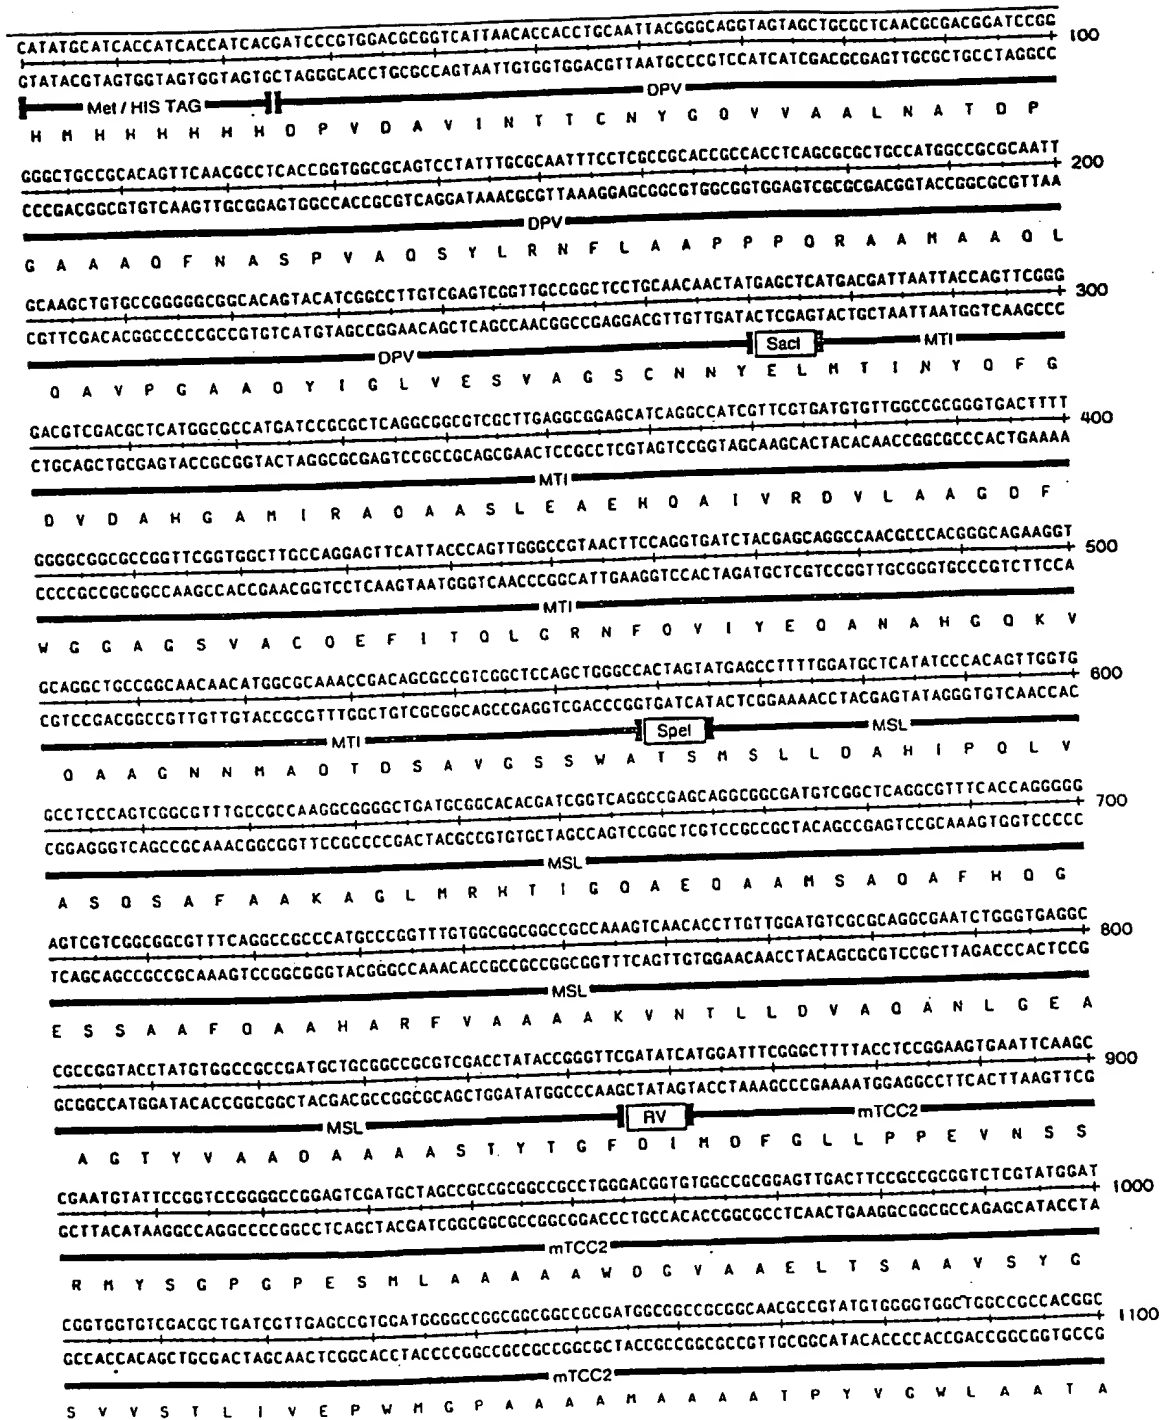 CATATGCATCACCATCACCATCACGATCCCGTGGACGCGGTCATTAACACCACCTGCAATTACGGGCAGGTAGTAGCTGCGCTCAACGCGACGGATCCGG 100
GTATACGTAGTGGTAGTGGTAGTGCTAGGGCACCTGCGCCAGTAATTGTGGTGGACGTTAATGCCCGTCCATCATCGACGCGAGTTGCGCTGCCTAGGCC
Met / HIS TAG DPV
H M H H H H H H D P V D A V I N T T C N Y G Q V V A A L N A T D P
GGGCTGCCGCACAGTTCAACGCCTCACCGGTGGCGCAGTCCTATTTGCGCAATTTCCTCGCCGCACCGCCACCTCAGCGCGCTGCCATGGCCGCGCAATT 200
CCCGACGGCGTGTCAAGTTGCGGAGTGGCCACCGCGTCAGGATAAACGCGTTAAAGGAGCGGCGTGGCGGTGGAGTCGCGCGACGGTACCGGCGCGTTAA
DPV
G A A A Q F N A S P V A Q S Y L R N F L A A P P P Q R A A M A A Q L
GCAAGCTGTGCCGGGGGCGGCACAGTACATCGGCCTTGTCGAGTCGGTTGCCGGCTCCTGCAACAACTATGAGCTCATGACGATTAATTACCAGTTCGGG 300
CGTTCGACACGGCCCCCGCCGTGTCATGTAGCCGGAACAGCTCAGCCAACGGCCGAGGACGTTGTTGATACTCGAGTACTGCTAATTAATGGTCAAGCCC
DPV SacI MTI
Q A V P G A A Q Y I G L V E S V A G S C N N Y E L M T I N Y Q F G
GACGTCGACGCTCATGGCGCCATGATCCGCGCTCAGGCGGCGTCGCTTGAGGCGGAGCATCAGGCCATCGTTCGTGATGTGTTGGCCGCGGGTGACTTTT 400
CTGCAGCTGCGAGTACCGCGGTACTAGGCGCGAGTCCGCCGCAGCGAACTCCGCCTCGTAGTCCGGTAGCAAGCACTACACAACCGGCGCCCACTGAAAA
MTI
D V D A H G A M I R A Q A A S L E A E H Q A I V R D V L A A G D F
GGGGCGGCGCCGGTTCGGTGGCTTGCCAGGAGTTCATTACCCAGTTGGGCCGTAACTTCCAGGTGATCTACGAGCAGGCCAACGCCCACGGGCAGAAGGT 500
CCCCGCCGCGGCCAAGCCACCGAACGGTCCTCAAGTAATGGGTCAACCCGGCATTGAAGGTCCACTAGATGCTCGTCCGGTTGCGGGTGCCCGTCTTCCA
MTI
W G G A G S V A C Q E F I T Q L G R N F Q V I Y E Q A N A H G Q K V
GCAGGCTGCCGGCAACAACATGGCGCAAACCGACAGCGCCGTCGGCTCCAGCTGGGCCACTAGTATGAGCCTTTTGGATGCTCATATCCCACAGTTGGTG 600
CGTCCGACGGCCGTTGTTGTACCGCGTTTGGCTGTCGCGGCAGCCGAGGTCGACCCGGTGATCATACTCGGAAAACCTACGAGTATAGGGTGTCAACCAC
MTI SpeI MSL
Q A A G N N M A Q T D S A V G S S W A T S M S L L D A H I P Q L V
GCCTCCCAGTCGGCGTTTGCCGCCAAGGCGGGGCTGATGCGGCACACGATCGGTCAGGCCGAGCAGGCGGCGATGTCGGCTCAGGCGTTTCACCAGGGGG 700
CGGAGGGTCAGCCGCAAACGGCGGTTCCGCCCCGACTACGCCGTGTGCTAGCCAGTCCGGCTCGTCCGCCGCTACAGCCGAGTCCGCAAAGTGGTCCCCC
MSL
A S Q S A F A A K A G L M R H T I G Q A E Q A A M S A Q A F H Q G
AGTCGTCGGCGGCGTTTCAGGCCGCCCATGCCCGGTTTGTGGCGGCGGCCGCCAAAGTCAACACCTTGTTGGATGTCGCGCAGGCGAATCTGGGTGAGGC 800
TCAGCAGCCGCCGCAAAGTCCGGCGGGTACGGGCCAAACACCGCCGCCGGCGGTTTCAGTTGTGGAACAACCTACAGCGCGTCCGCTTAGACCCACTCCG
MSL
E S S A A F Q A A H A R F V A A A A K V N T L L D V A Q A N L G E A
CGCCGGTACCTATGTGGCCGCCGATGCTGCGGCCGCGTCGACCTATACCGGGTTCGATATCATGGATTTCGGGCTTTTACCTCCGGAAGTGAATTCAAGC 900
GCGGCCATGGATACACCGGCGGCTACGACGCCGGCGCAGCTGGATATGGCCCAAGCTATAGTACCTAAAGCCCGAAAATGGAGGCCTTCACTTAAGTTCG
MSL RV mTCC2
A G T Y V A A D A A A A S T Y T G F D I M D F G L L P P E V N S S
CGAATGTATTCCGGTCCGGGGCCGGAGTCGATGCTAGCCGCCGCGGCCGCCTGGGACGGTGTGGCCGCGGAGTTGACTTCCGCCGCGGTCTCGTATGGAT 1000
GCTTACATAAGGCCAGGCCCCGGCCTCAGCTACGATCGGCGGCGCCGGCGGACCCTGCCACACCGGCGCCTCAACTGAAGGCGGCGCCAGAGCATACCTA
mTCC2
R M Y S G P G P E S M L A A A A A W D G V A A E L T S A A V S Y G
CGGTGGTGTCGACGCTGATCGTTGAGCCGTGGATGGGGCCGGCGGCGGCCGCGATGGCGGCCGCGGCAACGCCGTATGTGGGGTGGCTGGCCGCCACGGC 1100
GCCACCACAGCTGCGACTAGCAACTCGGCACCTACCCCGGCCGCCGCCGGCGCTACCGCCGGCGCCGTTGCGGCATACACCCCACCGACCGGCGGTGCCG
mTCC2
S V V S T L I V E P W M G P A A A A M A A A A T P Y V G W L A A T A